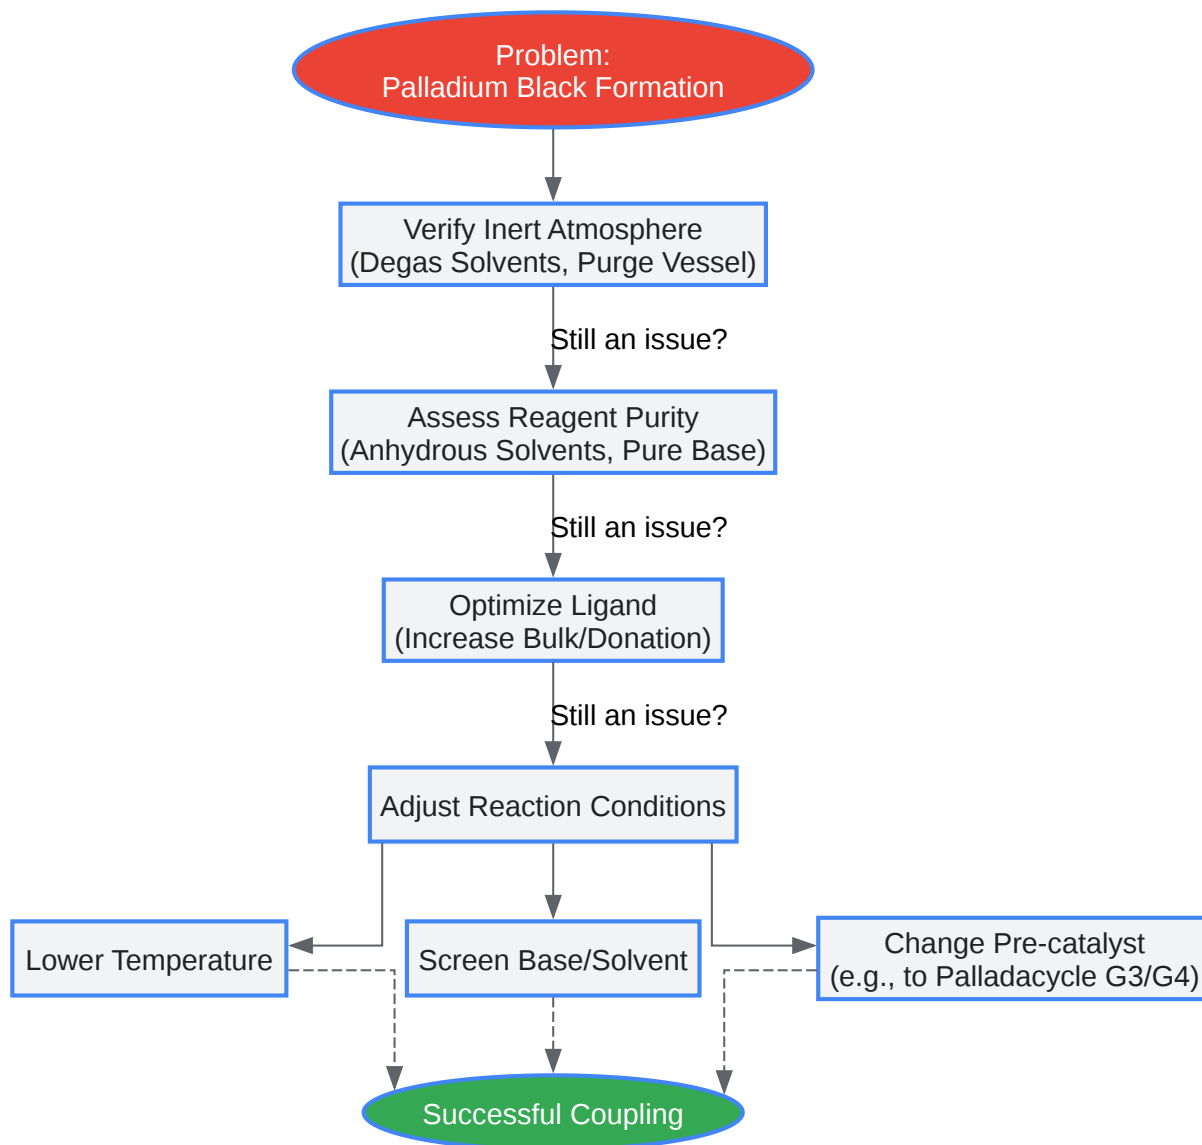 Problem:
Palladium Black Formation
Verify Inert Atmosphere
(Degas Solvents, Purge Vessel)
Still an issue?
Assess Reagent Purity
(Anhydrous Solvents, Pure Base)
Still an issue?
Optimize Ligand
(Increase Bulk/Donation)
Still an issue?
Adjust Reaction Conditions
Lower Temperature
Screen Base/Solvent
Change Pre-catalyst
(e.g., to Palladacycle G3/G4)
Successful Coupling